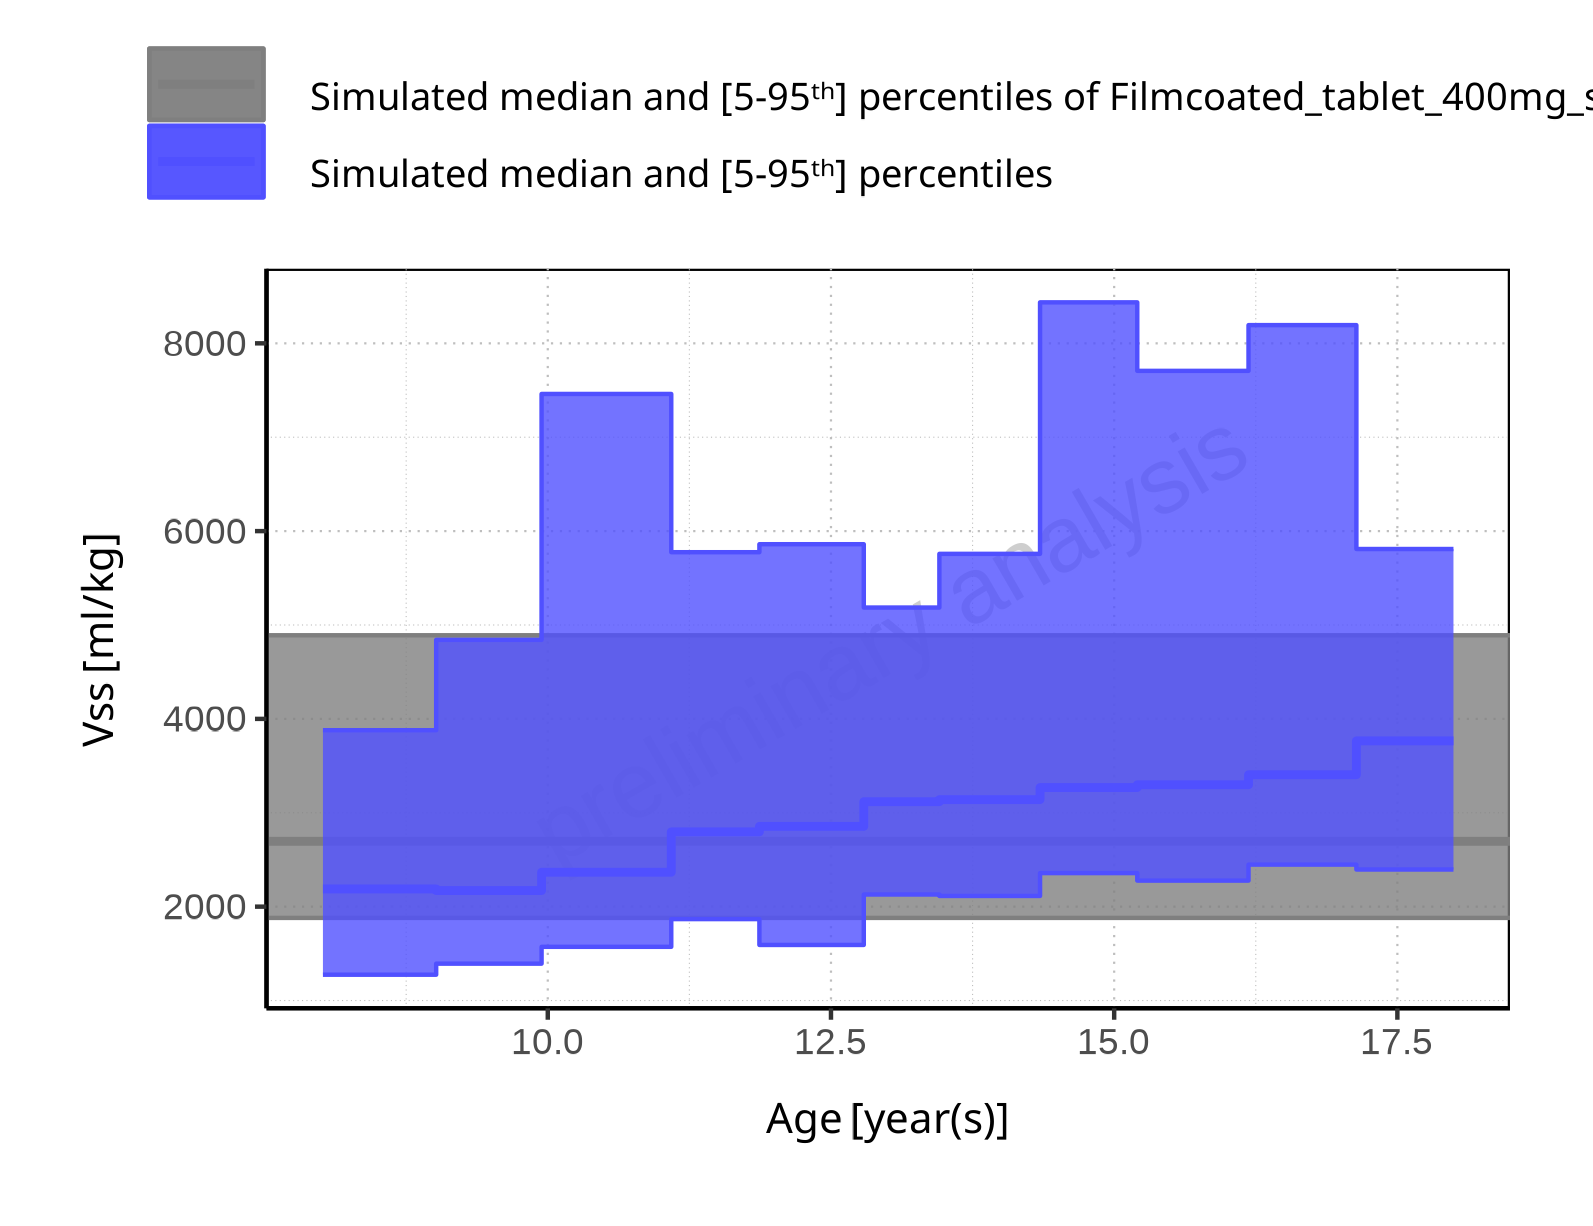 Simulated median and [5-95th] percentiles of Filmcoated_tablet_400mg_s
Simulated median and [5-95th] percentiles
8000
6000
4000
2000
Vss [ml/kg]
preliminary analysis
10.0 12.5 15.0 17.5
Age [year(s)]